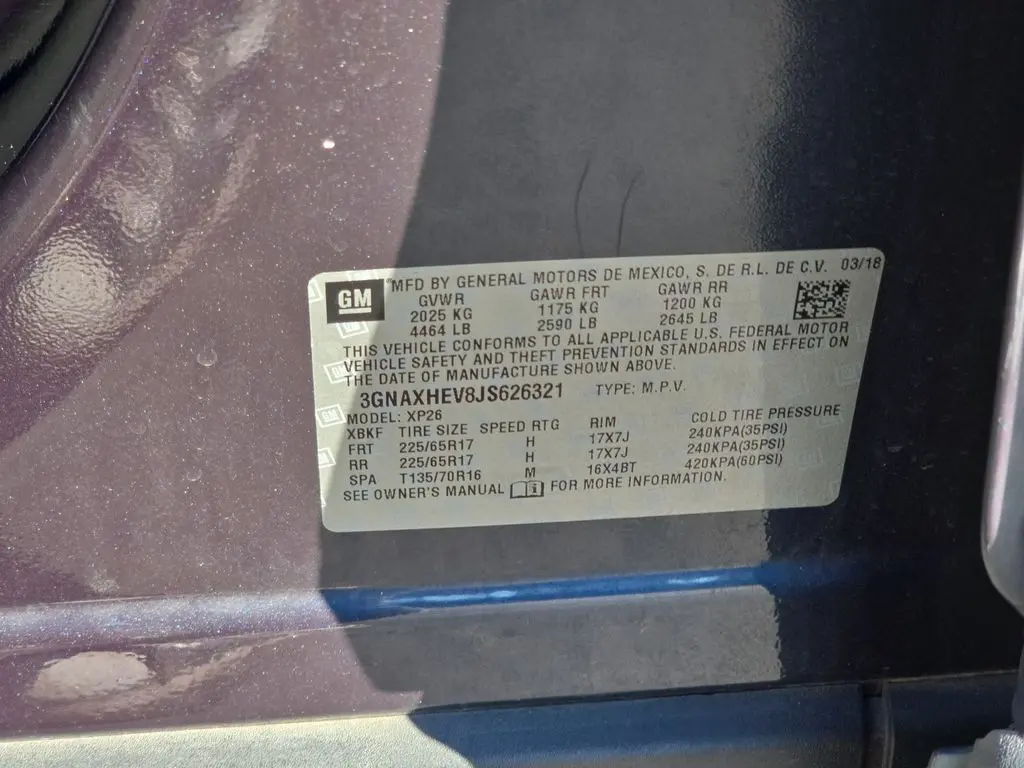 GM
MFD BY GENERAL MOTORS DE MEXICO, S. DE R.L. DE C.V. 03/18
GVWR GAWR FRT GAWR RR
2025 KG 1175 KG 1200 KG
4464 LB 2590 LB 2645 LB
THIS VEHICLE CONFORMS TO ALL APPLICABLE U.S. FEDERAL MOTOR
VEHICLE SAFETY AND THEFT PREVENTION STANDARDS IN EFFECT ON
THE DATE OF MANUFACTURE SHOWN ABOVE.
3GNAXHEV8JS626321 TYPE: M.P.V.
MODEL: XP26
XBKF TIRE SIZE SPEED RTG RIM COLD TIRE PRESSURE
FRT 225/65R17 H 17X7J 240KPA(35PSI)
RR 225/65R17 H 17X7J 240KPA(35PSI)
SPA T135/70R16 M 16X4BT 420KPA(60PSI)
SEE OWNER'S MANUAL FOR MORE INFORMATION.